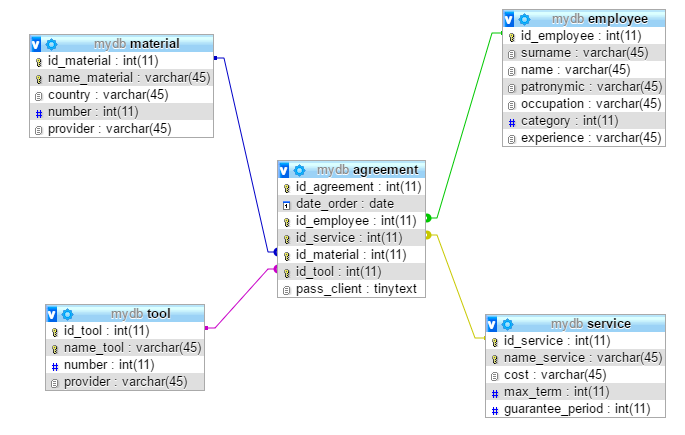 mydb material
id_material : int(11)
name_material : varchar(45)
country : varchar(45)
number : int(11)
provider : varchar(45)
mydb employee
id_employee : int(11)
surname : varchar(45)
name : varchar(45)
patronymic : varchar(45)
occupation : varchar(45)
category : int(11)
experience : varchar(45)
mydb agreement
id_agreement : int(11)
date_order : date
id_employee : int(11)
id_service : int(11)
id_material : int(11)
id_tool : int(11)
pass_client : tinytext
mydb tool
id_tool : int(11)
name_tool : varchar(45)
number : int(11)
provider : varchar(45)
mydb service
id_service : int(11)
name_service : varchar(45)
cost : varchar(45)
max_term : int(11)
guarantee_period : int(11)